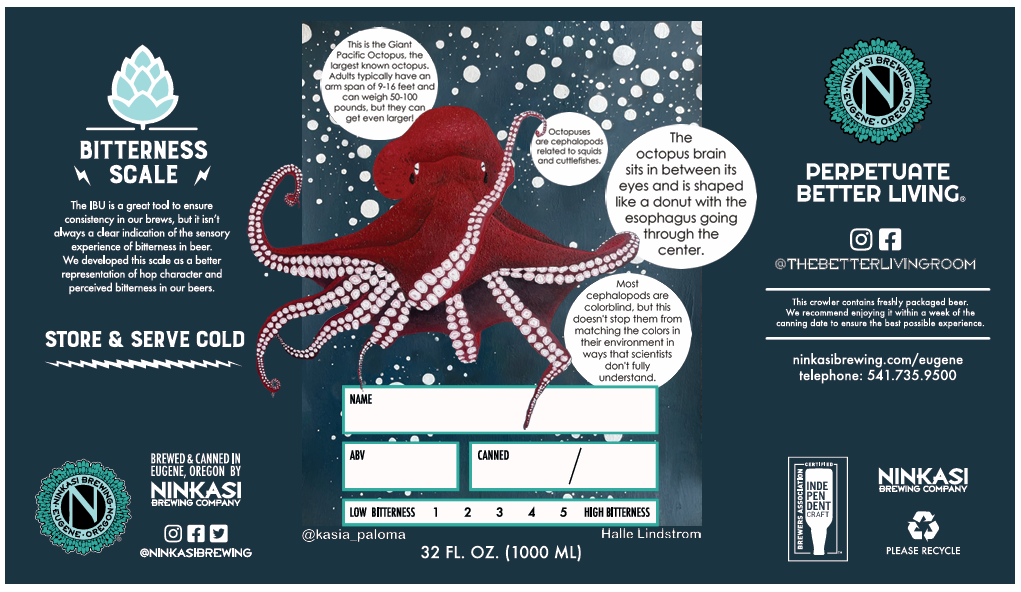 BITTERNESS
SCALE
The IBU is a great tool to ensure
consistency in our brews, but it isn't
always a clear indication of the sensory
experience of bitterness in beer.
We developed this scale as a better
representation of hop character and
perceived bitterness in our beers.
STORE & SERVE COLD
NINKASI BREWING
EUGENE·OREGON
N
BREWED & CANNED IN
EUGENE, OREGON BY
NINKASI
BREWING COMPANY
@NINKASIBREWING
This is the Giant
Pacific Octopus, the
largest known octopus.
Adults typically have an
arm span of 9-16 feet and
can weigh 50-100
pounds, but they can
get even larger!
Octopuses
are cephalopods
related to squids
and cuttlefishes.
The
octopus brain
sits in between its
eyes and is shaped
like a donut with the
esophagus going
through the
center.
Most
cephalopods are
colorblind, but this
doesn't stop them from
matching the colors in
their environment in
ways that scientists
don't fully
understand.
NAME
ABV
CANNED /
LOW BITTERNESS 1 2 3 4 5 HIGH BITTERNESS
@kasia_paloma
Halle Lindstrom
32 FL. OZ. (1000 ML)
NINKASI BREWING
EUGENE·OREGON
N
PERPETUATE
BETTER LIVING®
@THEBETTERLIVINGROOM
This crowler contains freshly packaged beer.
We recommend enjoying it within a week of the
canning date to ensure the best possible experience.
ninkasibrewing.com/eugene
telephone: 541.735.9500
CERTIFIED
BREWERS ASSOCIATION
INDE
PEN
DENT
CRAFT
TM
NINKASI
BREWING COMPANY
PLEASE RECYCLE